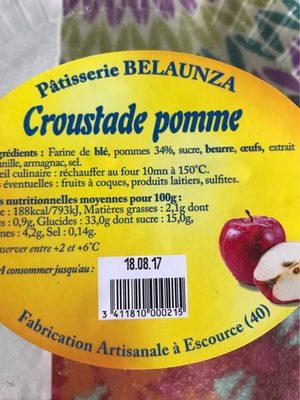 Pâtisserie BELAUNZA
Croustade pomme
grédients : Farine de blé, pommes 34%, sucre, beurre, œufs, extrait
anille, armagnac, sel.
eil culinaire : réchauffer au four 10mn à 150°C.
s éventuelles : fruits à coques, produits laitiers, sulfites.
s nutritionnelles moyennes pour 100g :
e : 188kcal/793kJ, Matières grasses : 2,1g dont
s : 0,9g, Glucides : 33,0g dont sucre : 15,0g,
nes : 4,2g, Sel : 0,14g.
nserver entre +2 et +6°C
A consommer jusqu'au :
18.08.17
3 411810 000215
Fabrication Artisanale à Escource (40)